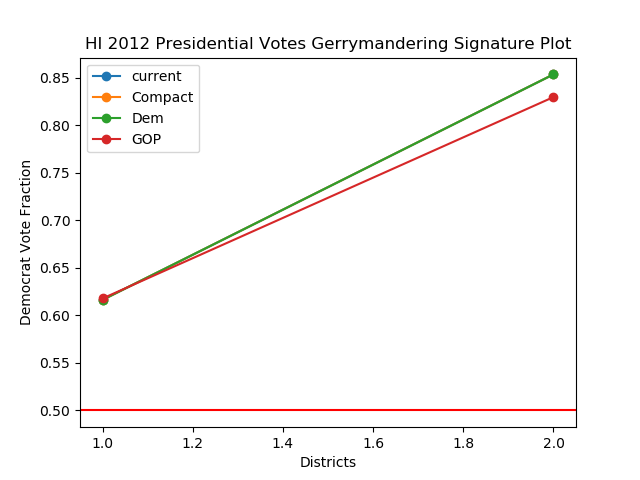 HI 2012 Presidential Votes Gerrymandering Signature Plot
current
Compact
Dem
GOP
Democrat Vote Fraction
0.85
0.80
0.75
0.70
0.65
0.60
0.55
0.50
1.0 1.2 1.4 1.6 1.8 2.0
Districts